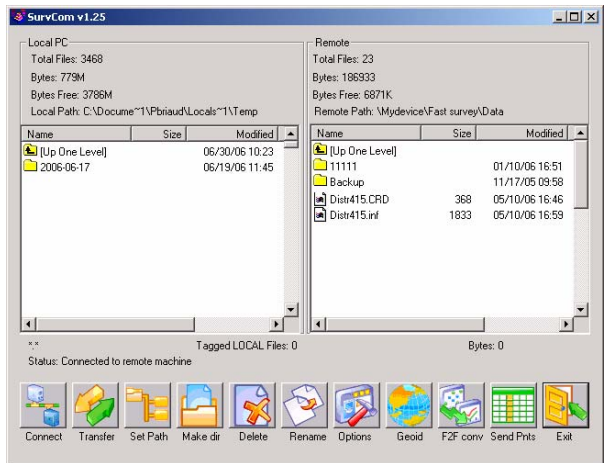 SurvCom v1.25
Local PC
Total Files: 3468
Bytes: 779M
Bytes Free: 3786M
Local Path: C:\Docume~1\Pbriaud\Locals~1\Temp
Name Size Modified
[Up One Level] 06/30/06 10:23
2006-06-17 06/19/06 11:45
Remote
Total Files: 23
Bytes: 186933
Bytes Free: 6871K
Remote Path: \Mydevice\Fast survey\Data
Name Size Modified
[Up One Level]
11111 01/10/06 16:51
Backup 11/17/05 09:58
Distr415.CRD 368 05/10/06 16:46
Distr415.inf 1833 05/10/06 16:59
*.* Tagged LOCAL Files: 0 Bytes: 0
Status: Connected to remote machine
Connect Transfer Set Path Make dir Delete Rename Options Geoid F2F conv Send Pnts Exit